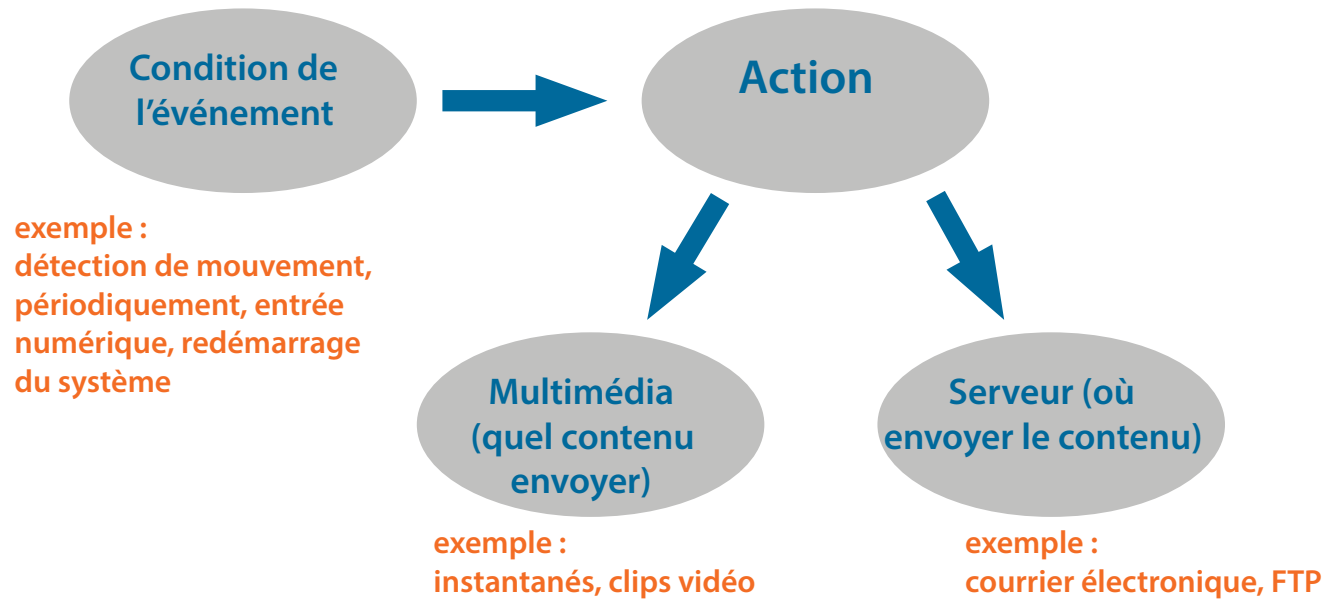 Condition de
l’événement
Action
exemple :
détection de mouvement,
périodiquement, entrée
numérique, redémarrage
du système
Multimédia
(quel contenu
envoyer)
Serveur (où
envoyer le contenu)
exemple :
instantanés, clips vidéo
exemple :
courrier électronique, FTP